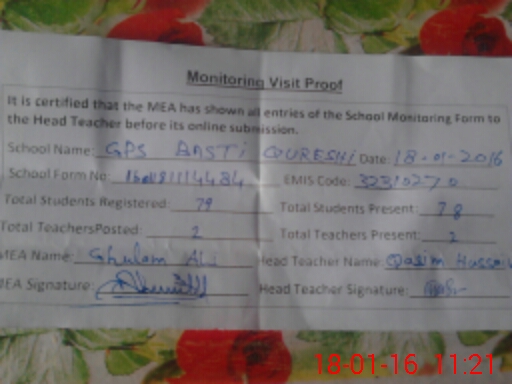 Monitoring Visit Proof
It is certified that the MEA has shown all entries of the School Monitoring Form to
the Head Teacher before its online submission.
School Name: GPS BASTI QURESHI Date: 18-01-2016
School Form No: EMIS Code: 32310270
Total Students Registered: 79 Total Students Present: 78
Total TeachersPosted: 2 Total Teachers Present: 2
MEA Name: Ghulam Ali Head Teacher Name: Qasim Hussain
MEA Signature: Head Teacher Signature:
18-01-16 11:21